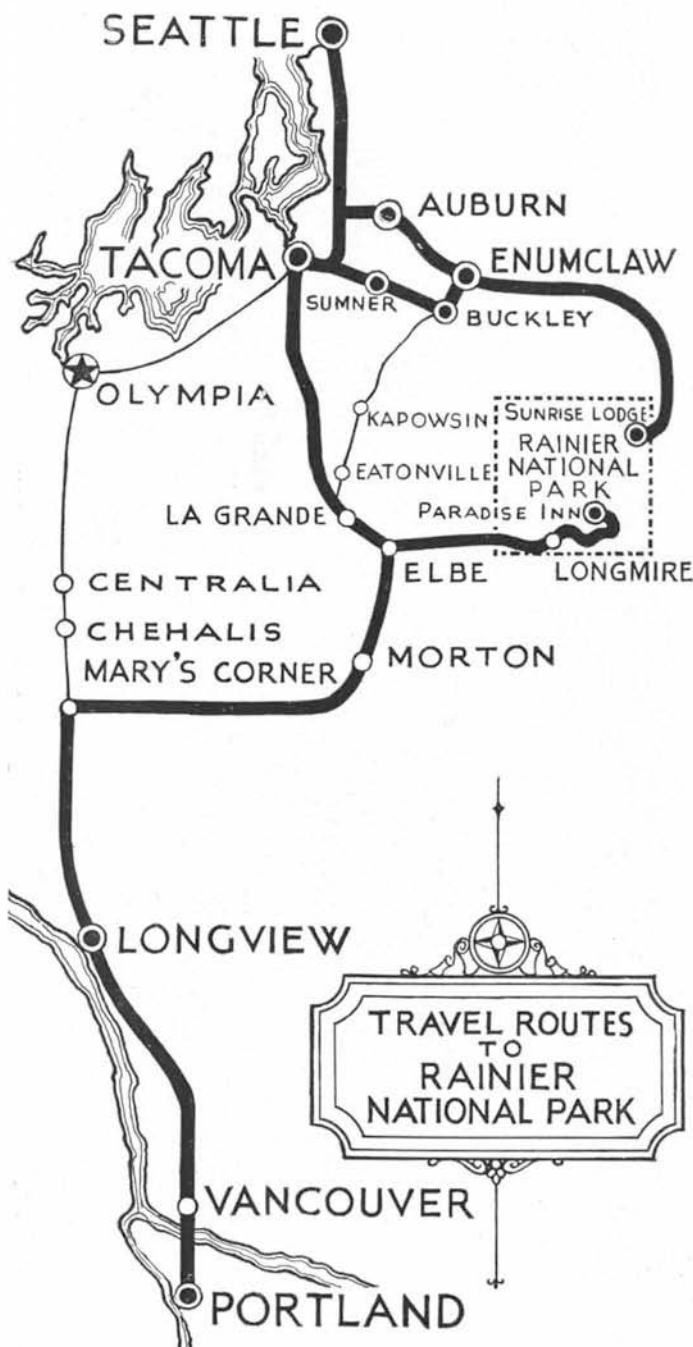 SEATTLE
AUBURN
TACOMA
ENUMCLAW
SUMNER
BUCKLEY
OLYMPIA
KAPOWSIN
SUNRISE LODGE
RAINIER
NATIONAL
PARK
EATONVILLE
PARADISE INN
LA GRANDE
ELBE
LONGMIRE
CENTRALIA
CHEHALIS
MARY'S CORNER
MORTON
LONGVIEW
TRAVEL ROUTES
TO
RAINIER
NATIONAL PARK
VANCOUVER
PORTLAND